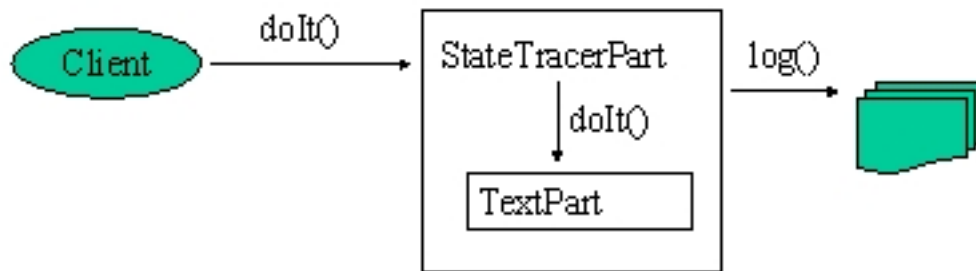 Client
doIt()
StateTracerPart
doIt()
TextPart
log()